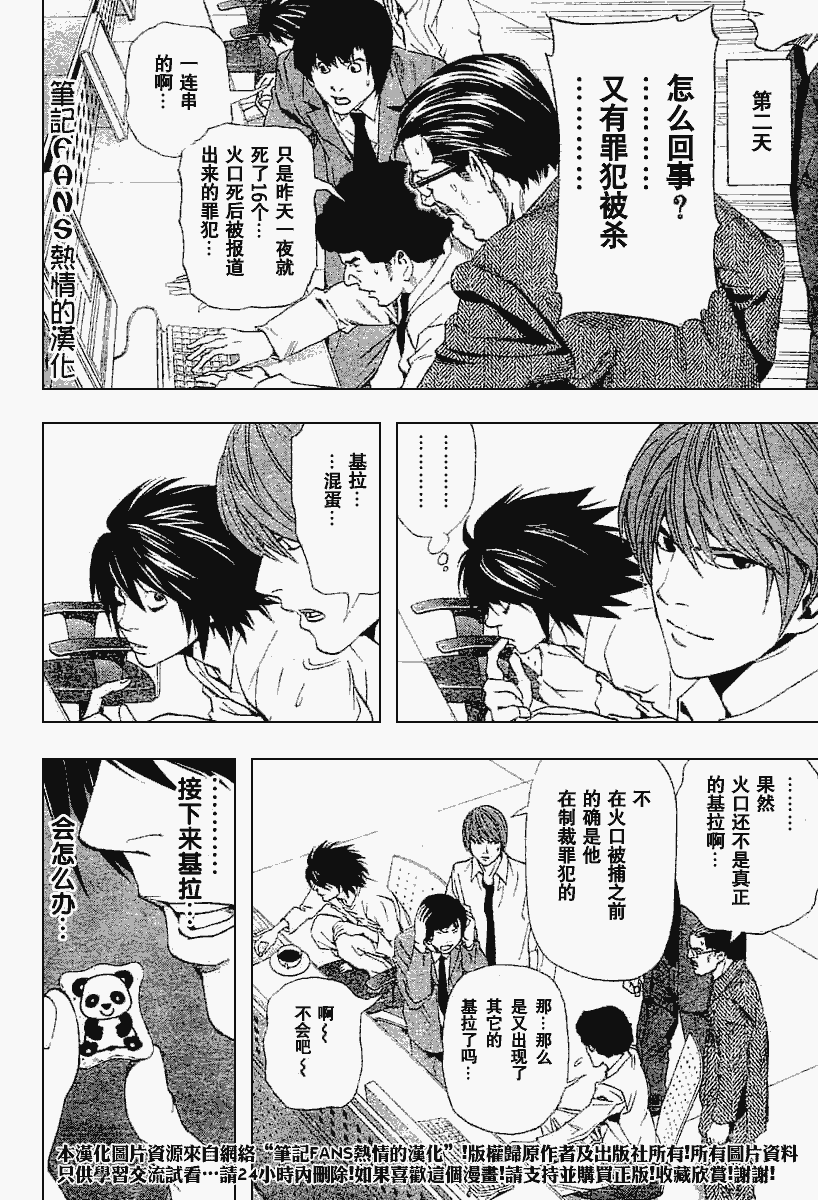 第二天
怎么回事?
…………
又有罪犯被杀
…………
只是昨天一夜就
死了16个…
火口死后被报道
出来的罪犯…
一连串
的啊…
筆記FANS熱情的漢化
………
………
基拉…
…混蛋…
………
果然
火口还不是真正
的基拉啊…
不
在火口被捕之前
的确是他
在制裁罪犯的
那…那么
是又出现了
其它的
基拉了吗…
啊~
不会吧~
…………
接下来基拉…
会怎么办…
本漢化圖片資源來自網絡“筆記FANS熱情的漢化”!版權歸原作者及出版社所有!所有圖片資料
只供學習交流試看…請24小時內刪除!如果喜歡這個漫畫!請支持並購買正版!收藏欣賞!謝謝!